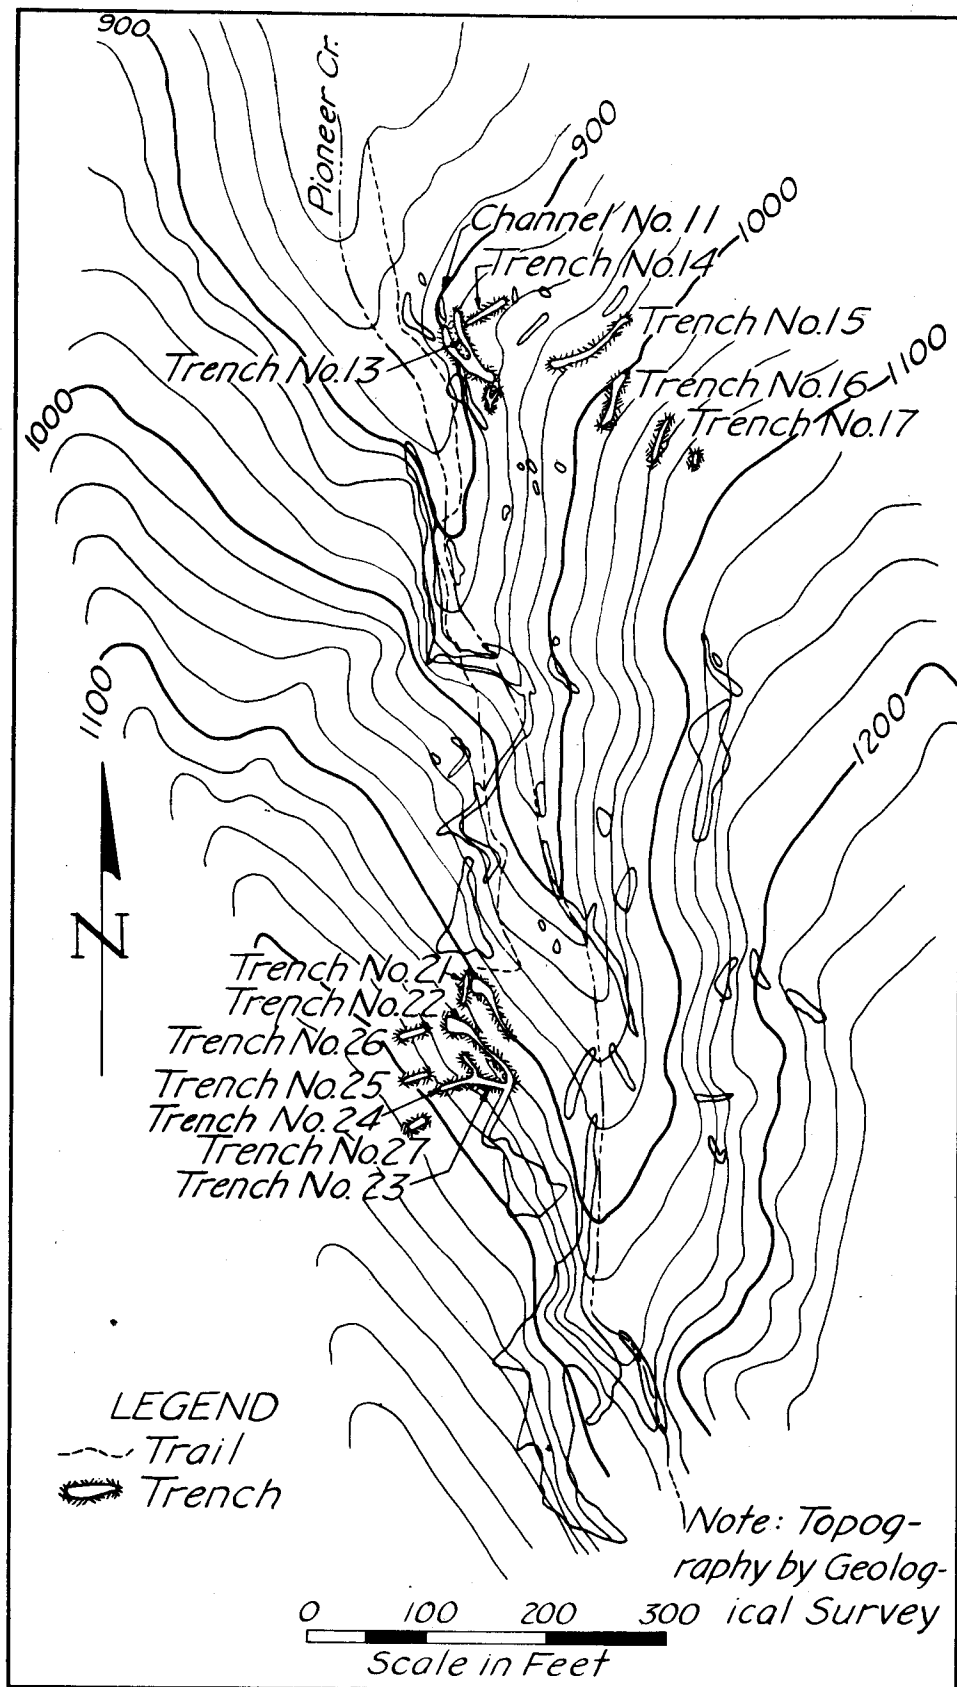 900
Pioneer Cr.
900
Channel No. 11
1000
Trench No.14
Trench No.15
Trench No.13
Trench No.16
1100
1000
Trench No.17
1100
1200
N
Trench No.21
Trench No.22
Trench No.26
Trench No.25
Trench No.24
Trench No.27
Trench No. 23
LEGEND
Trail
Trench
Note: Topog-
raphy by Geolog-
ical Survey
0 100 200 300
Scale in Feet